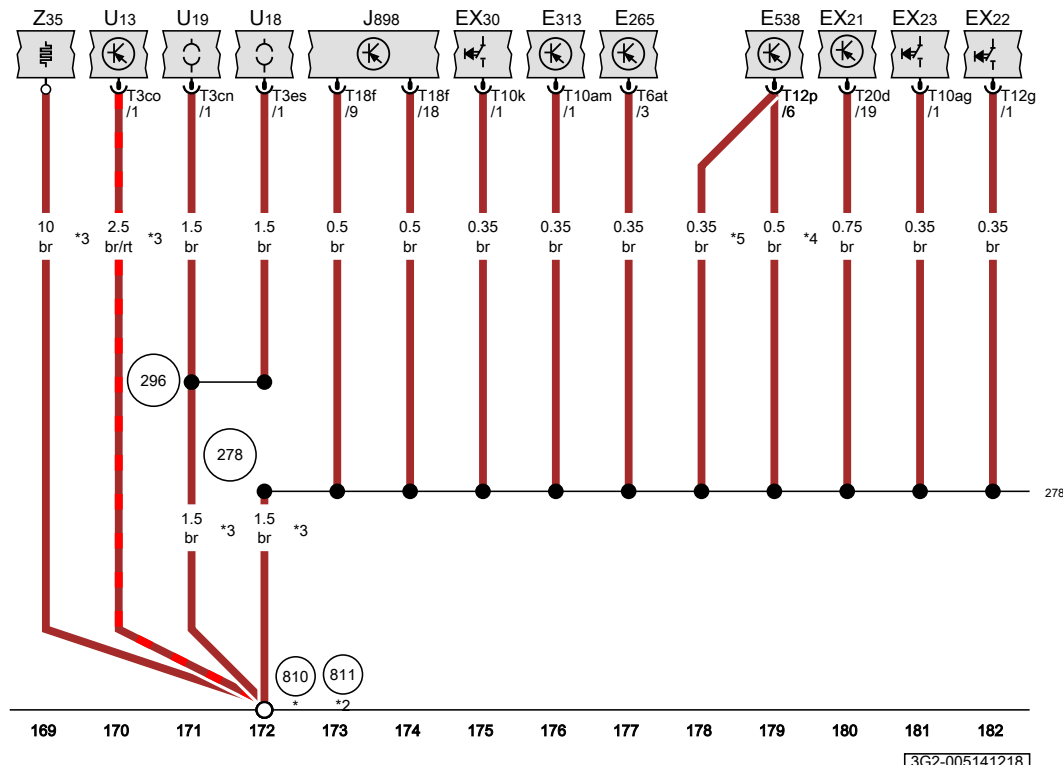 Z35 U13 U19 U18 J898 EX30 E313 E265 E538 EX21 EX23 EX22
T3co T3cn T3es T18f T18f T10k T10am T6at T12p T20d T10ag T12g
/1 /1 /1 /9 /18 /1 /1 /3 /6 /19 /1 /1
10 2.5 1.5 1.5 0.5 0.5 0.35 0.35 0.35 0.35 0.5 0.75 0.35 0.35
br *3 br/rt *3 br br br br br br br br *5 br *4 br br br
296
278
278
1.5 1.5
br *3 br *3
810 811
* *2
169 170 171 172 173 174 175 176 177 178 179 180 181 182
3G2-005141218